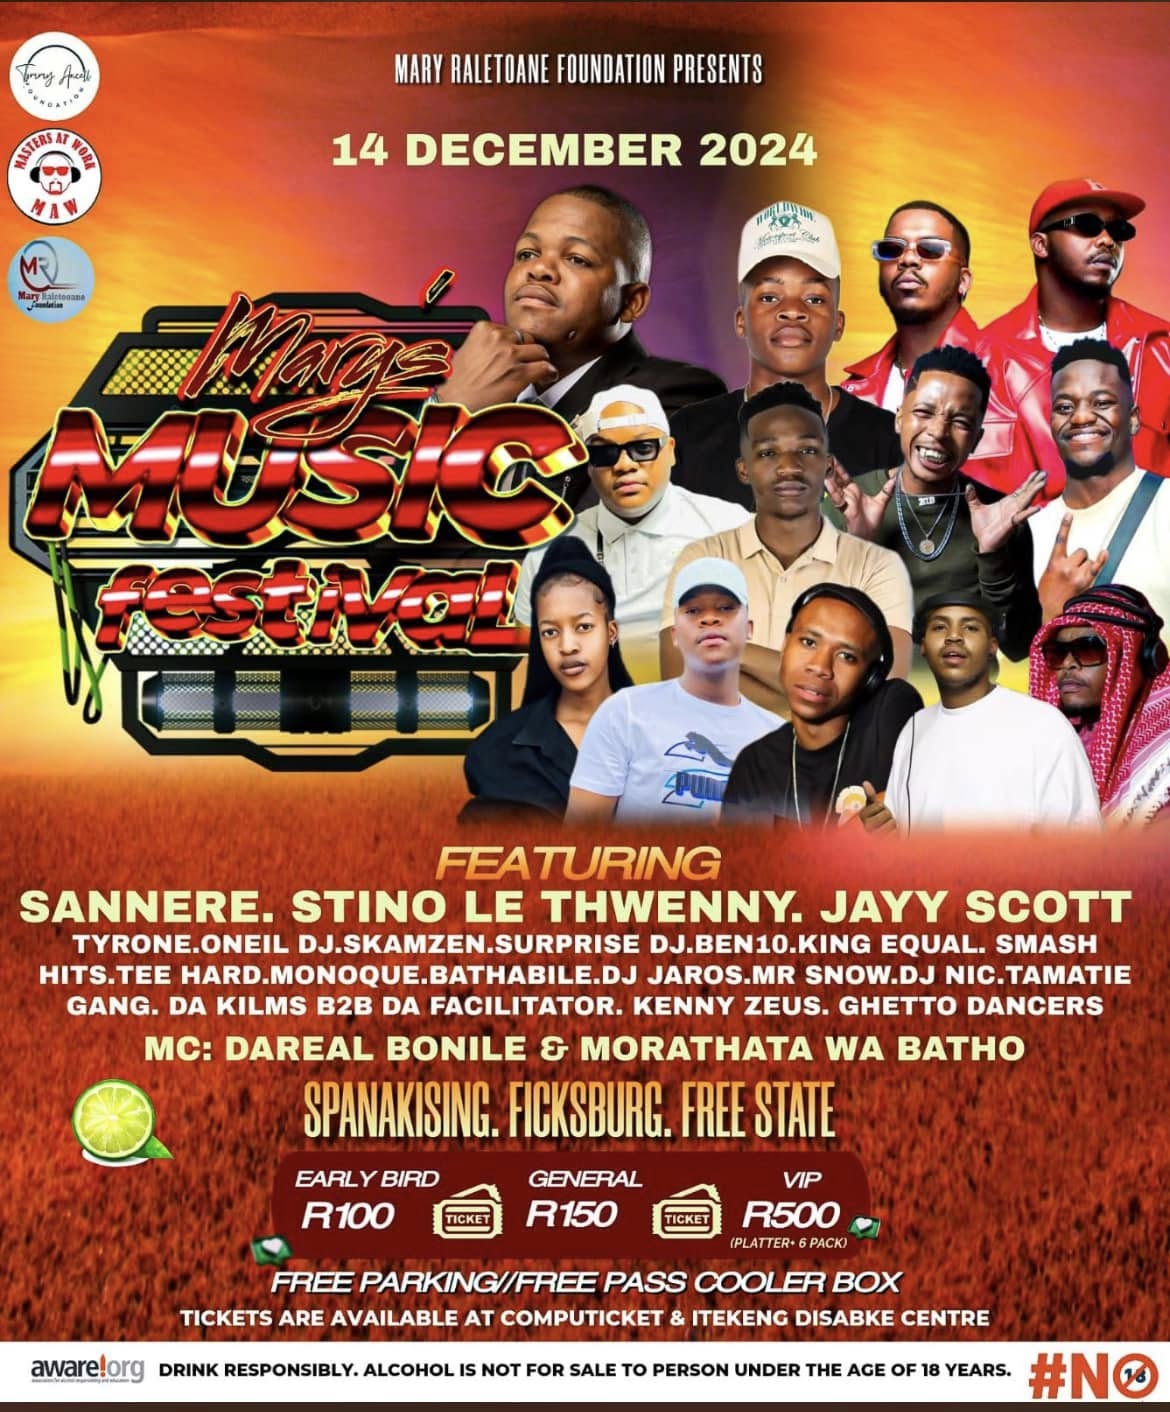 Tommy Ancell
FOUNDATION
MASTERS AT WORK
MAW
MR
Mary Raletoane
Foundation
MARY RALETOANE FOUNDATION PRESENTS
14 DECEMBER 2024
Mary's
MUSIC
festival
WORLDWIDE
PUMA
FEATURING
SANNERE. STINO LE THWENNY. JAYY SCOTT
TYRONE.ONEIL DJ.SKAMZEN.SURPRISE DJ.BEN10.KING EQUAL. SMASH
HITS.TEE HARD.MONOQUE.BATHABILE.DJ JAROS.MR SNOW.DJ NIC.TAMATIE
GANG. DA KILMS B2B DA FACILITATOR. KENNY ZEUS. GHETTO DANCERS
MC: DAREAL BONILE & MORATHATA WA BATHO
SPANAKISING. FICKSBURG. FREE STATE
EARLY BIRD GENERAL VIP
R100 TICKET R150 TICKET R500
(PLATTER+ 6 PACK)
FREE PARKING//FREE PASS COOLER BOX
TICKETS ARE AVAILABLE AT COMPUTICKET & ITEKENG DISABKE CENTRE
aware!org DRINK RESPONSIBLY. ALCOHOL IS NOT FOR SALE TO PERSON UNDER THE AGE OF 18 YEARS. #NO 18